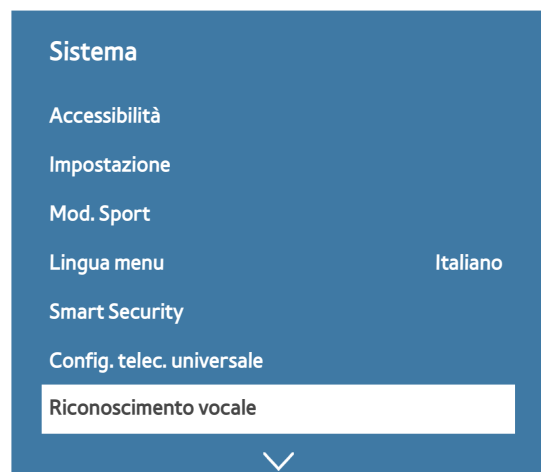 Sistema
Accessibilità
Impostazione
Mod. Sport
Lingua menu Italiano
Smart Security
Config. telec. universale
Riconoscimento vocale